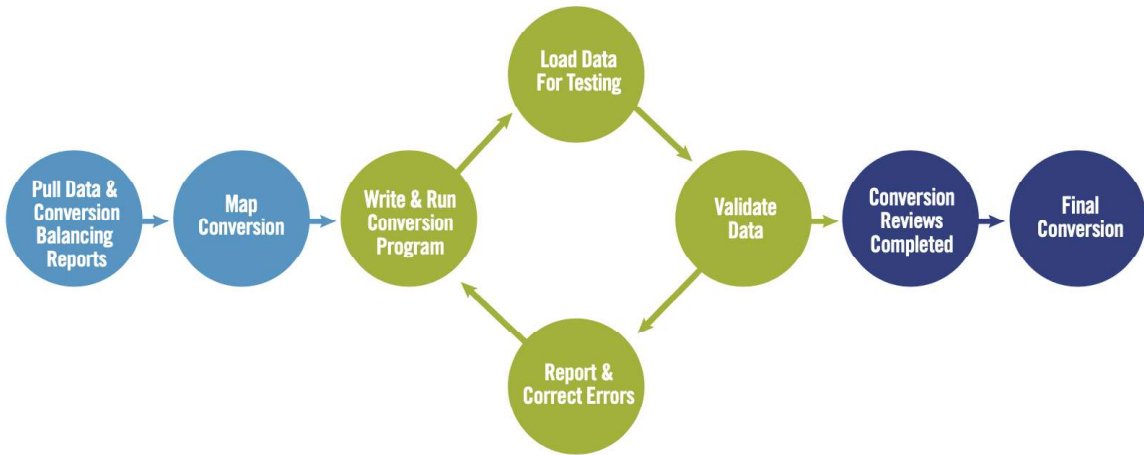 Pull Data &
Conversion
Balancing
Reports
Map
Conversion
Write & Run
Conversion
Program
Load Data
For Testing
Validate
Data
Report &
Correct Errors
Conversion
Reviews
Completed
Final
Conversion